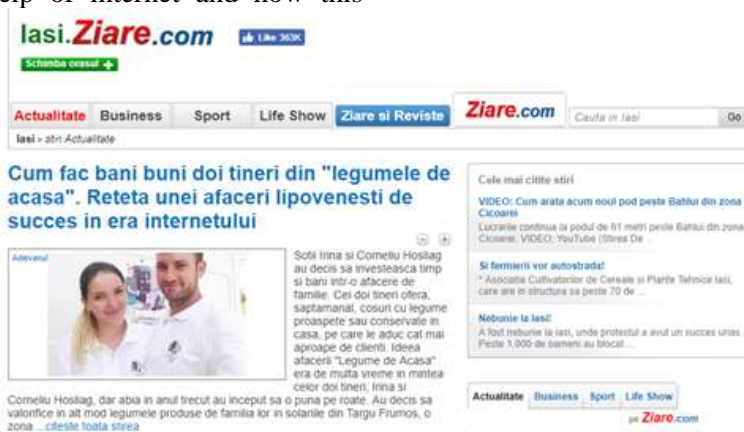 help of internet and how this
Iasi.Ziare.com
Like 363K
Schimba orasul
Actualitate Business Sport Life Show Ziare si Reviste Ziare.com Cauta in Iasi Go
Iasi » stiri Actualitate
Cum fac bani buni doi tineri din "legumele de
acasa". Reteta unei afaceri lipovenesti de
succes in era internetului
Adevarul
Sotii Irina si Corneliu Hosliag
au decis sa investeasca timp
si bani intr-o afacere de
familie. Cei doi tineri ofera,
saptamanal, cosuri cu legume
proaspete sau conservate in
casa, pe care le aduc cat mai
aproape de clienti. Ideea
afacerii "Legume de Acasa"
era de multa vreme in mintea
celor doi tineri, Irina si
Corneliu Hosliag, dar abia in anul trecut au inceput sa o puna pe roate. Au decis sa
valorifice in alt mod legumele produse de familia lor in solariile din Targu Frumos, o
zona ...citeste toata stirea
Cele mai citite stiri
VIDEO: Cum arata acum noul pod peste Bahlui din zona
Cicoarei
Lucrarile continua la podul de 61 metri peste Bahlui din zona
Cicoarei. VIDEO: YouTube (Stirea De ...
Si fermierii vor autostrada!
* Asociatia Cultivatorilor de Cereale si Plante Tehnice Iasi,
care are in structura sa peste 70 de ...
Nebunie la Iasi!
A fost nebunie la Iasi, unde protestul a avut un succes urias ...
Peste 1.000 de oameni au blocat ...
Actualitate Business Sport Life Show
pe Ziare.com